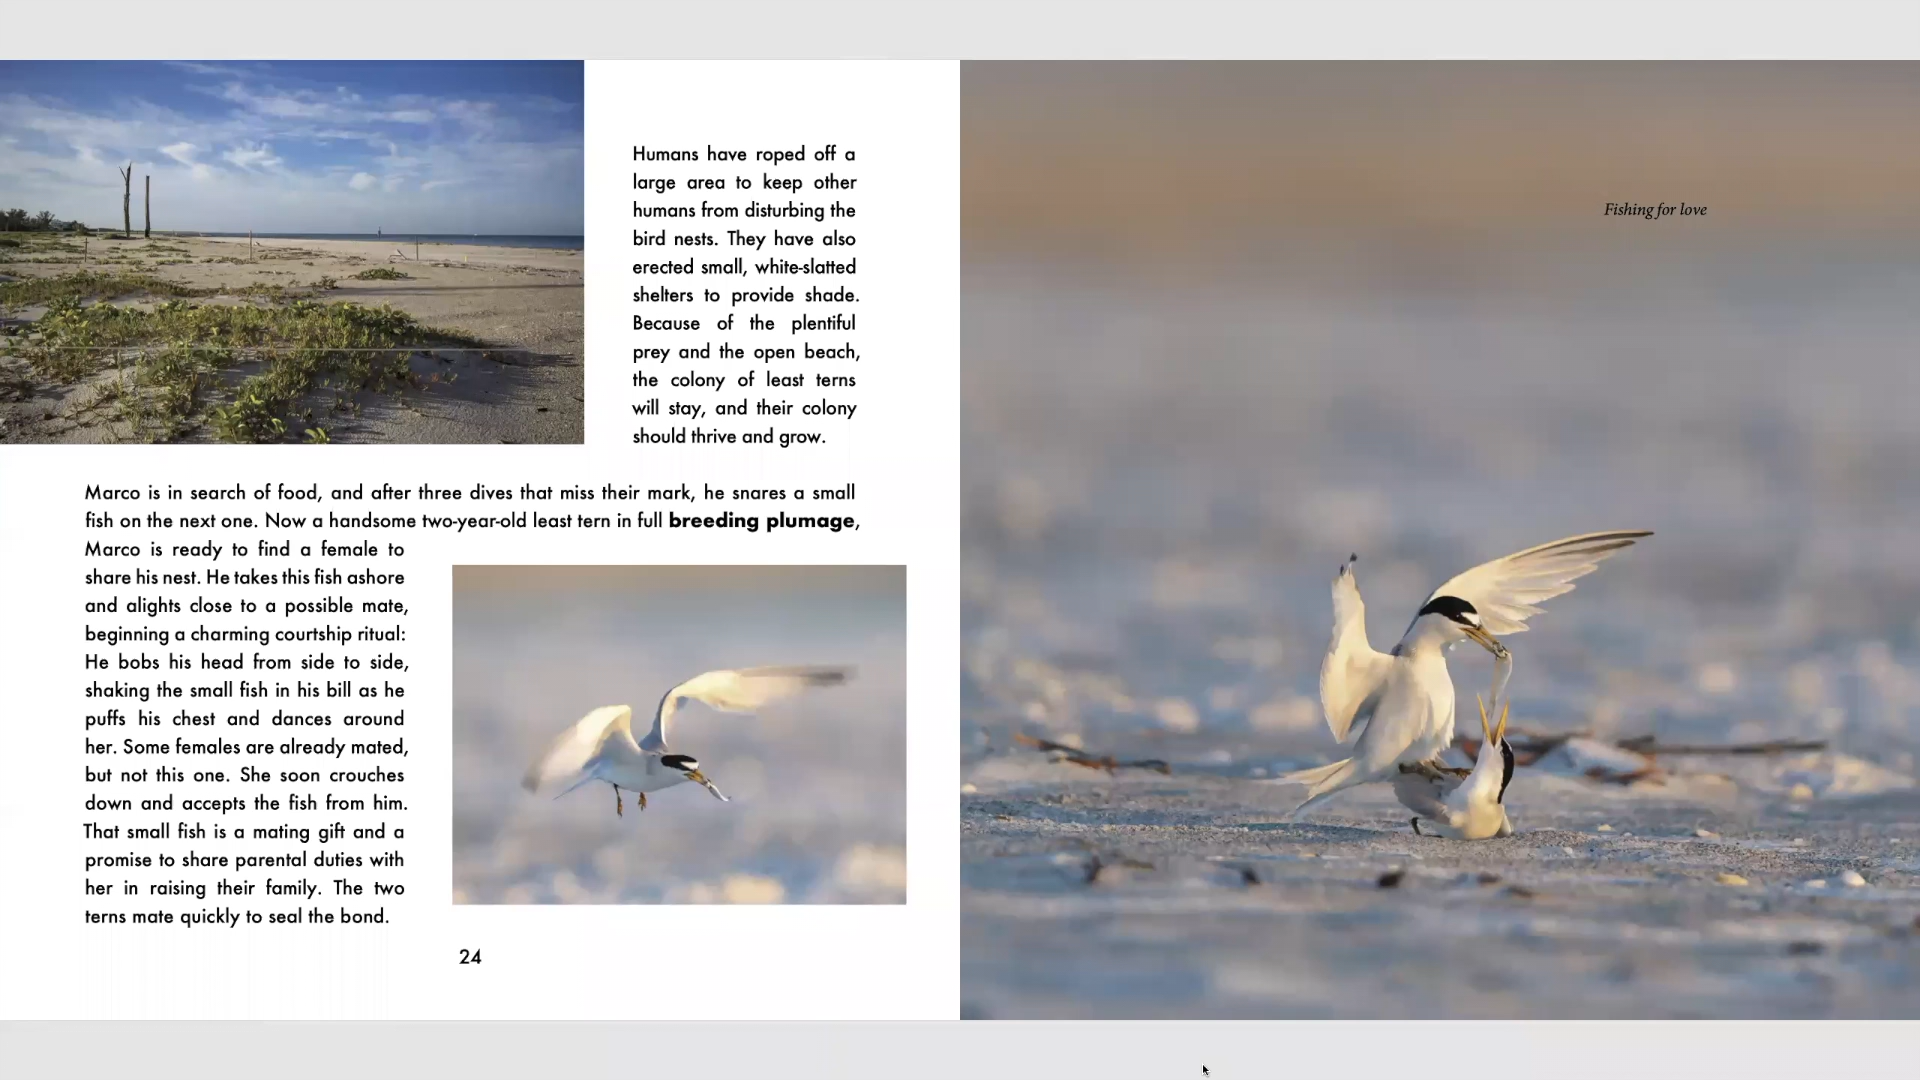 Humans have roped off a
large area to keep other
humans from disturbing the
bird nests. They have also
erected small, white-slatted
shelters to provide shade.
Because of the plentiful
prey and the open beach,
the colony of least terns
will stay, and their colony
should thrive and grow.
Marco is in search of food, and after three dives that miss their mark, he snares a small
fish on the next one. Now a handsome two-year-old least tern in full breeding plumage,
Marco is ready to find a female to
share his nest. He takes this fish ashore
and alights close to a possible mate,
beginning a charming courtship ritual:
He bobs his head from side to side,
shaking the small fish in his bill as he
puffs his chest and dances around
her. Some females are already mated,
but not this one. She soon crouches
down and accepts the fish from him.
That small fish is a mating gift and a
promise to share parental duties with
her in raising their family. The two
terns mate quickly to seal the bond.
24
Fishing for love